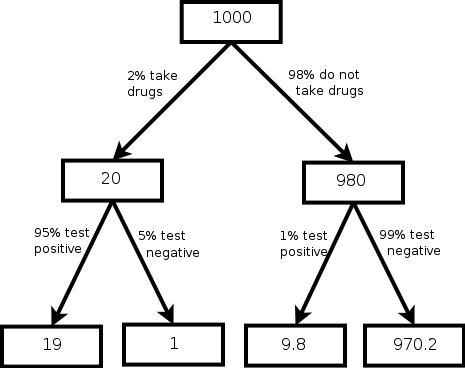 1000
2% take
drugs
98% do not
take drugs
20
980
95% test
positive
5% test
negative
1% test
positive
99% test
negative
19
1
9.8
970.2